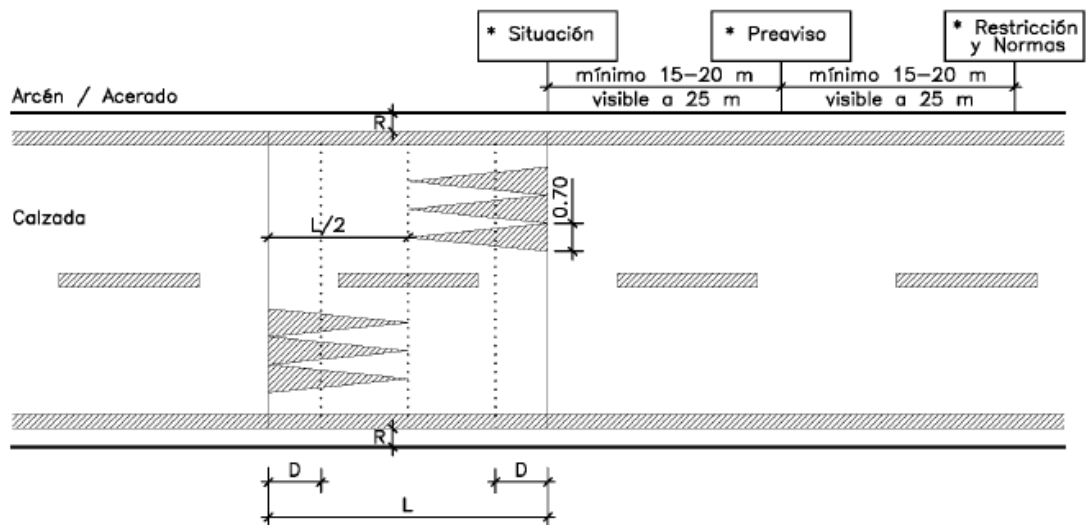 * Situación
* Preaviso
* Restricción
y Normas
mínimo 15-20 m
mínimo 15-20 m
visible a 25 m
visible a 25 m
Arcén / Acerado
R
0.70
Calzada
L/2
R
D
D
L